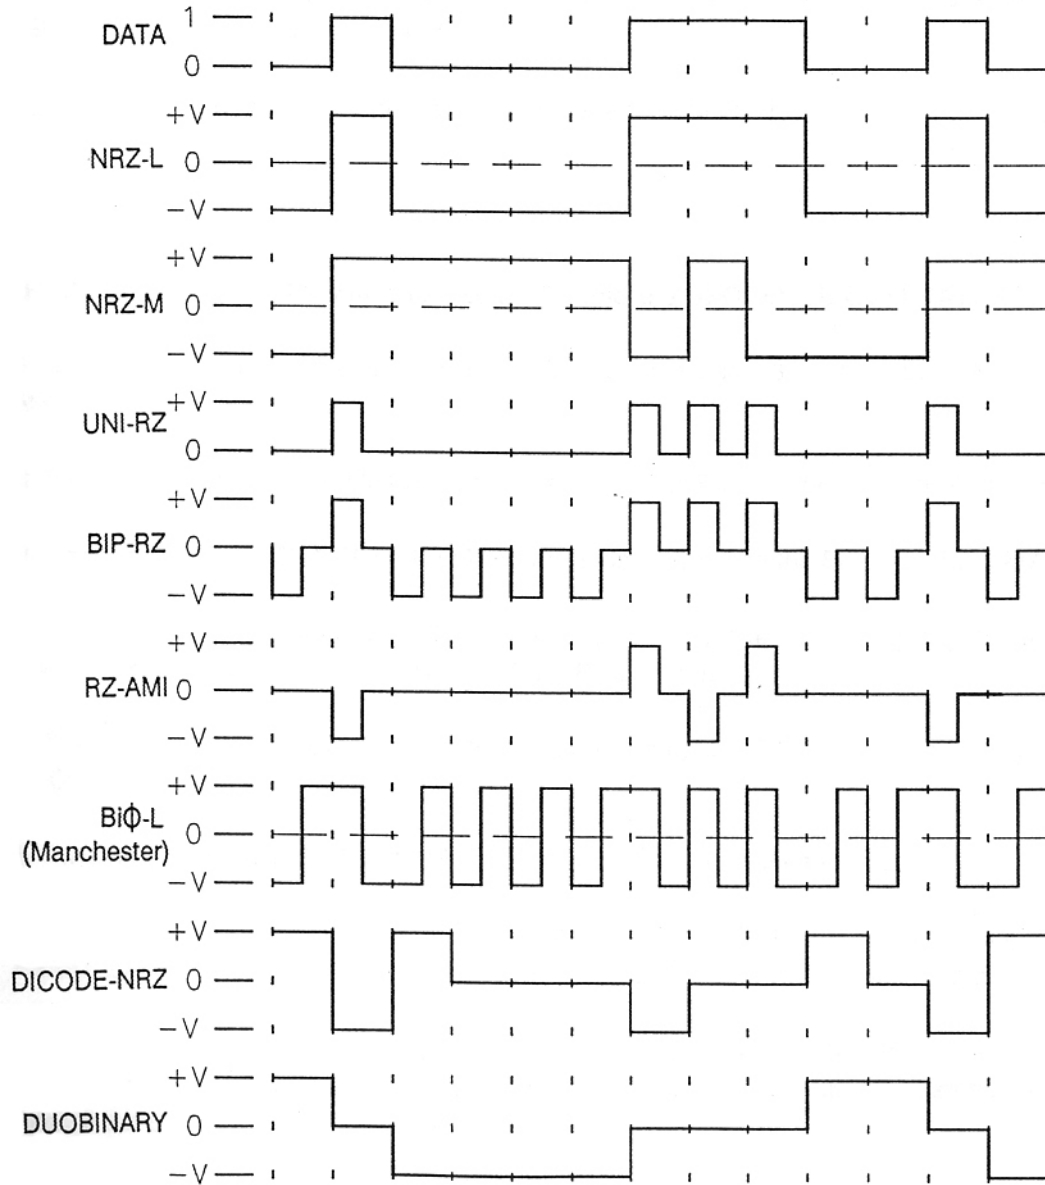 1
DATA
0
+V
NRZ-L 0
-V
+V
NRZ-M 0
-V
+V
UNI-RZ
0
+V
BIP-RZ 0
-V
+V
RZ-AMI 0
-V
+V
BiΦ-L 0
(Manchester)
-V
+V
DICODE-NRZ 0
-V
+V
DUOBINARY 0
-V